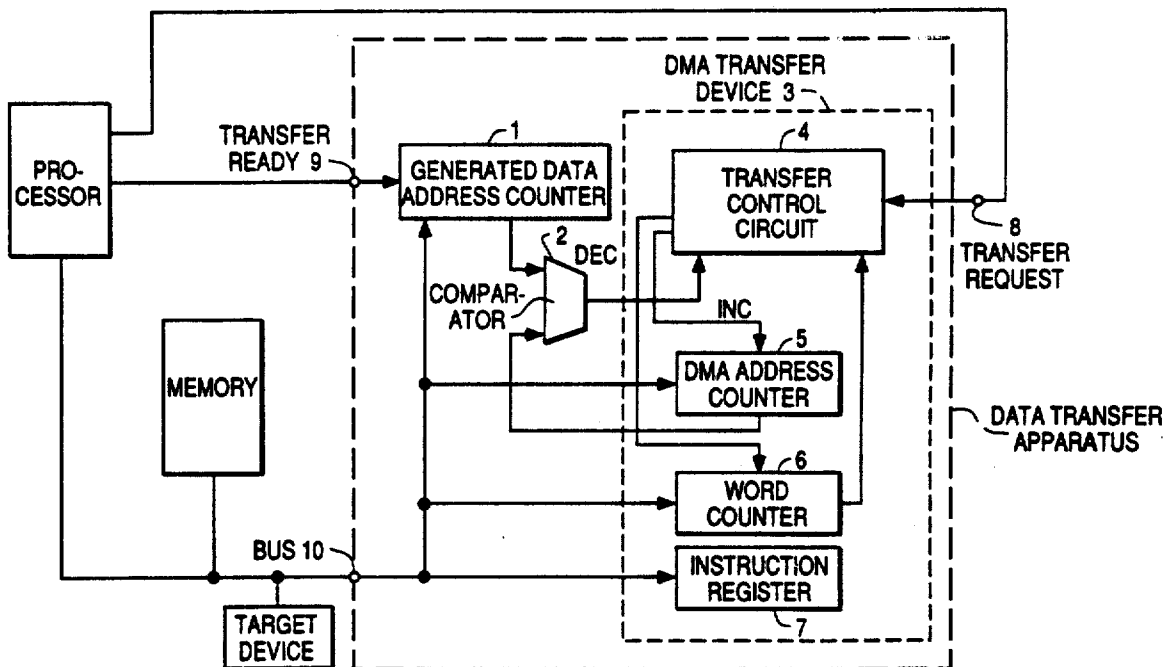 DMA TRANSFER
DEVICE 3
PRO-
CESSOR
TRANSFER
READY 9
1
GENERATED DATA
ADDRESS COUNTER
4
TRANSFER
CONTROL
CIRCUIT
8
TRANSFER
REQUEST
2
DEC
COMPAR-
ATOR
INC
5
DMA ADDRESS
COUNTER
MEMORY
DATA TRANSFER
APPARATUS
6
WORD
COUNTER
BUS 10
INSTRUCTION
REGISTER
7
TARGET
DEVICE